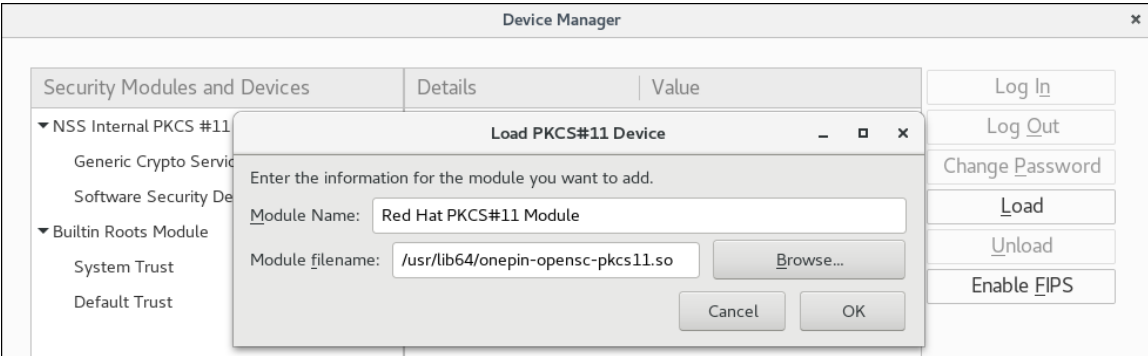 Device Manager
Security Modules and Devices
Details
Value
Log In
NSS Internal PKCS #11
Load PKCS#11 Device
Log Out
Generic Crypto
Enter the information for the module you want to add.
Change Password
Software Security
Module Name: Red Hat PKCS#11 Module
Load
Builtin Roots Module
Module filename: /usr/lib64/onepin-opensc-pkcs11.so Browse...
Unload
System Trust
Enable FIPS
Default Trust
Cancel
OK